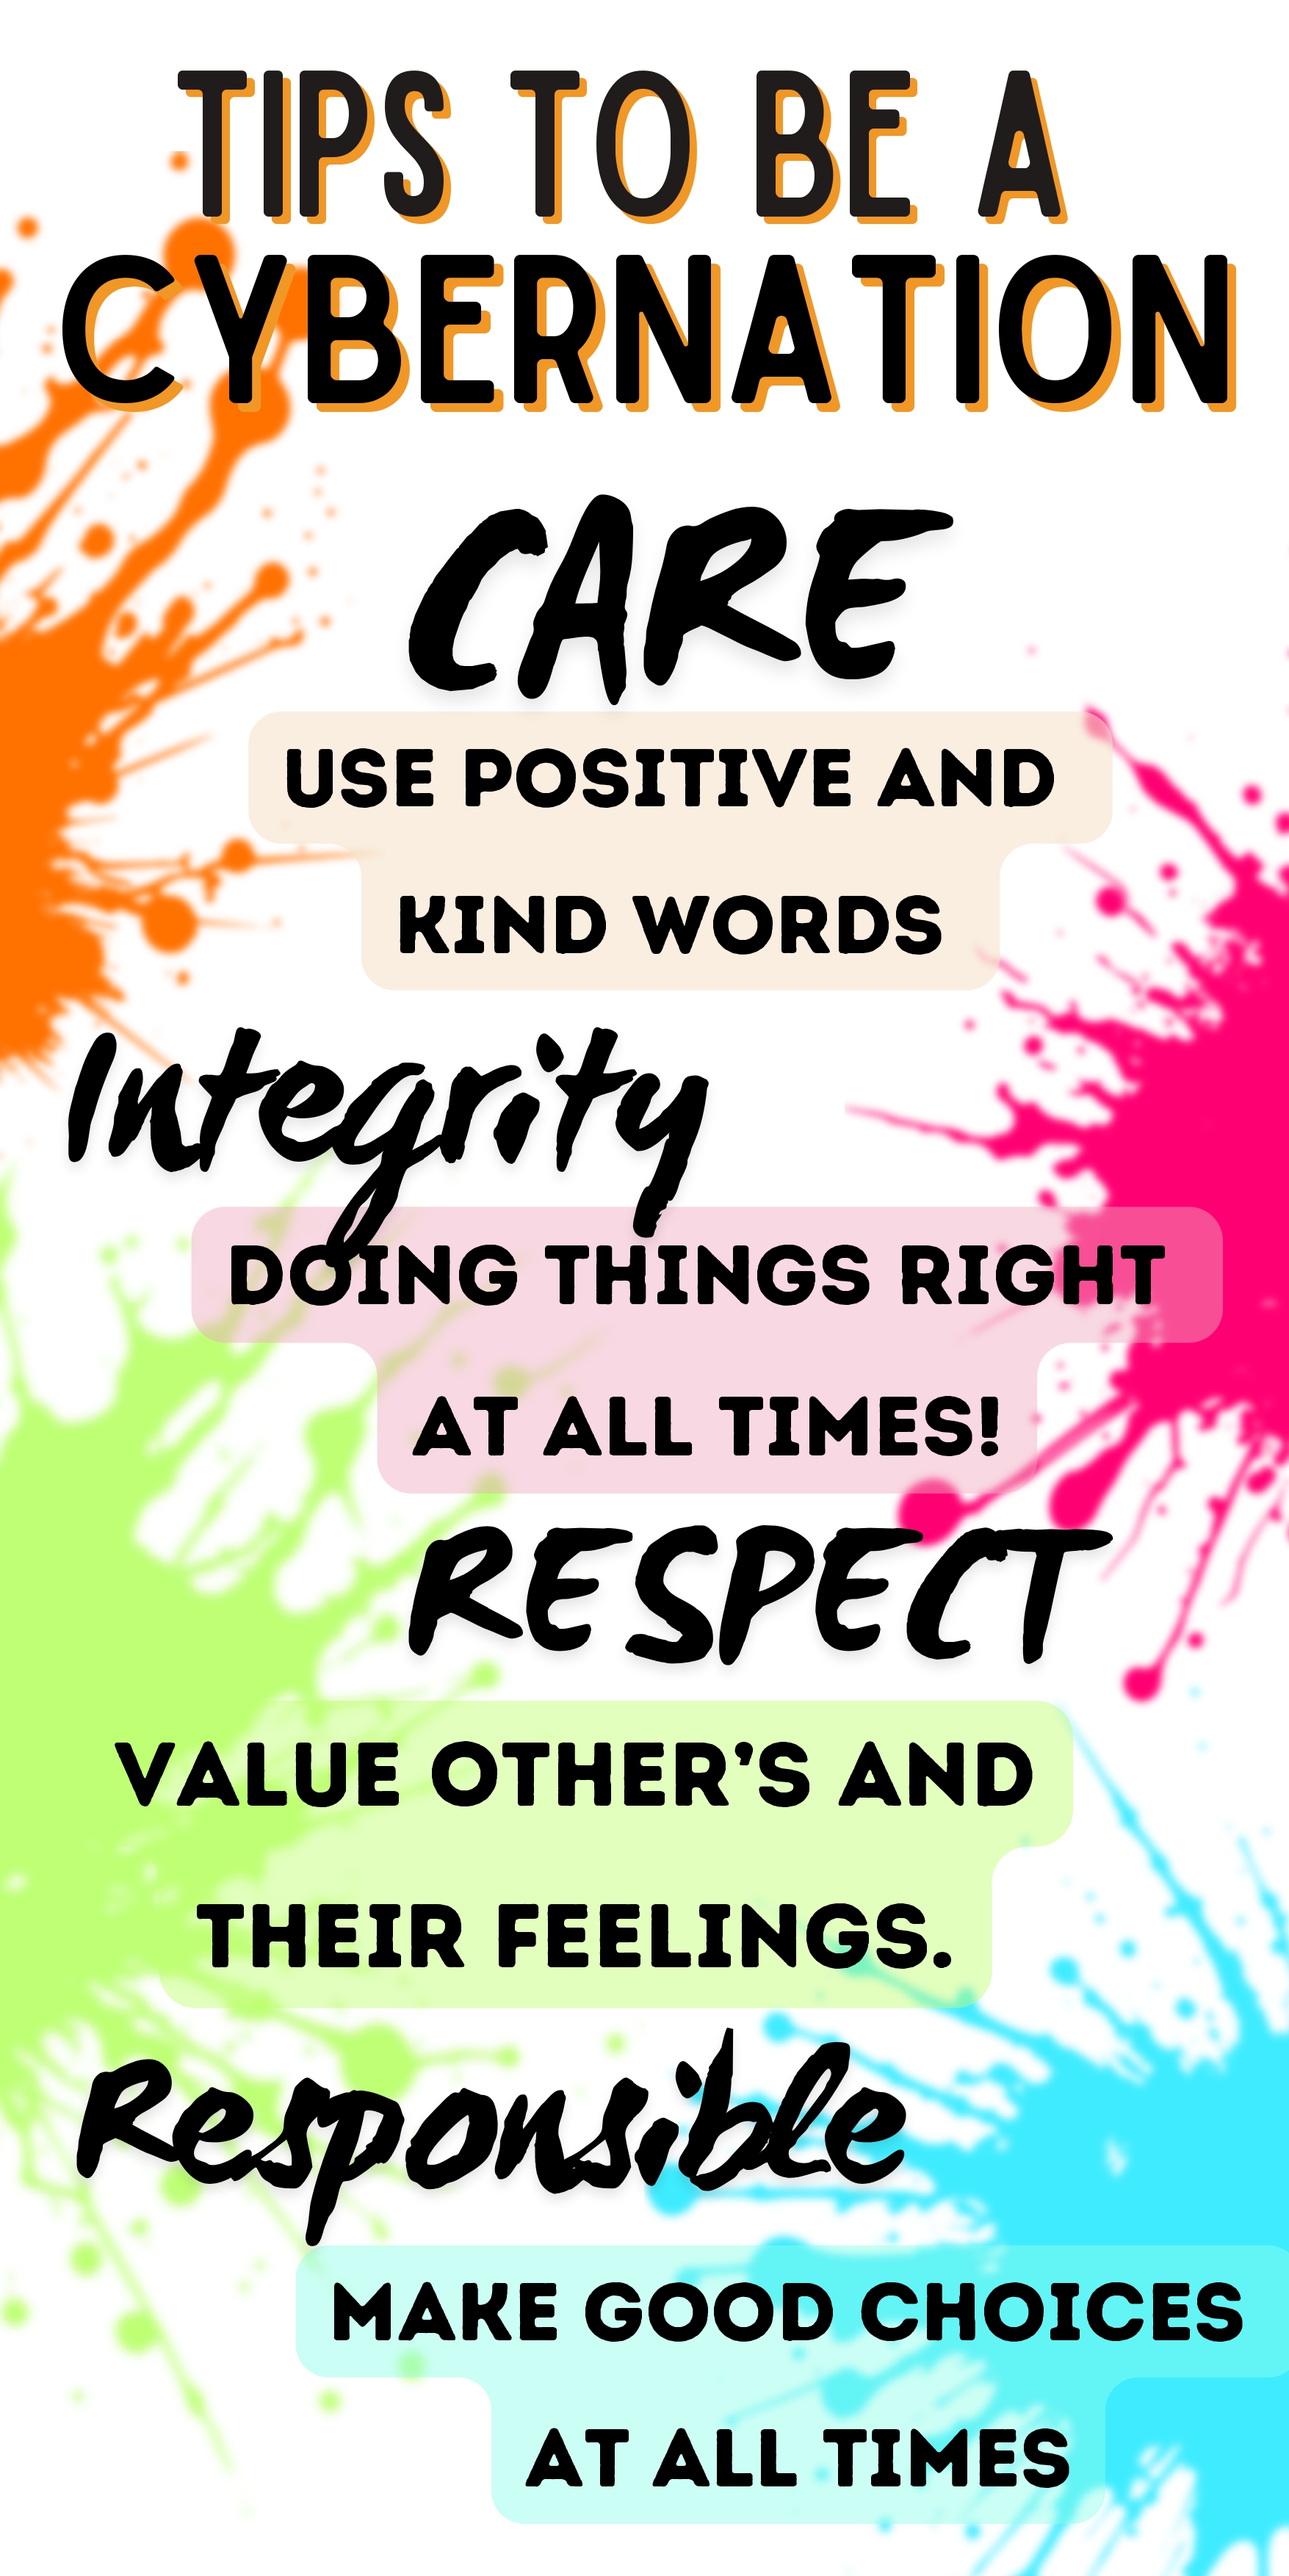 TIPS TO BE A
CYBERNATION
CARE
USE POSITIVE AND
KIND WORDS
Integrity
DOING THINGS RIGHT
AT ALL TIMES!
RESPECT
VALUE OTHER'S AND
THEIR FEELINGS.
Responsible
MAKE GOOD CHOICES
AT ALL TIMES